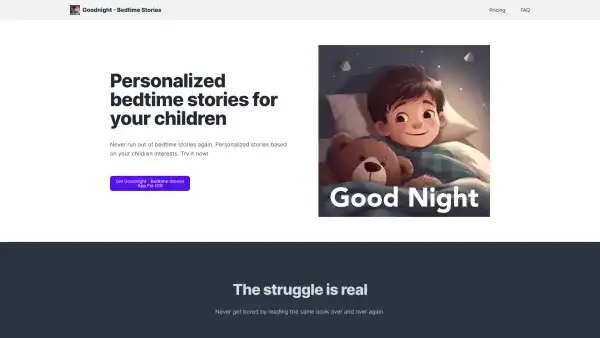 Goodnight - Bedtime Stories
Pricing
FAQ
Personalized
bedtime stories for
your children
Never run out of bedtime stories again. Personalized stories based
on your children interests. Try it now!
Get Goodnight - Bedtime Stories
App For iOS
Good Night
The struggle is real
Never get bored by reading the same book over and over again